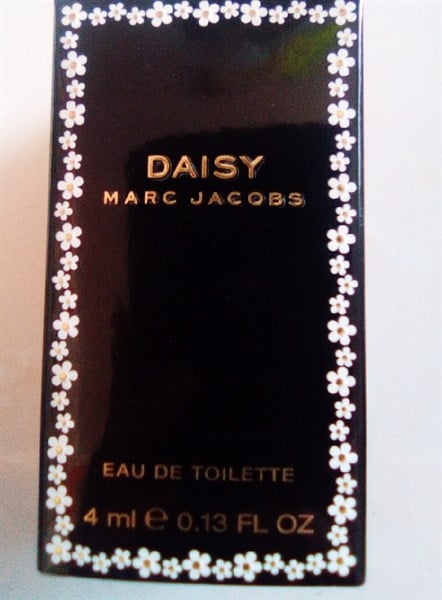 DAISY
MARC JACOBS
EAU DE TOILETTE
4 ml ℮ 0.13 FL OZ